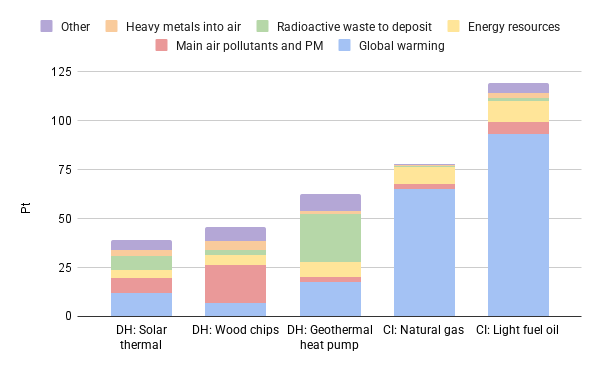 Other Heavy metals into air Radioactive waste to deposit Energy resources
Main air pollutants and PM Global warming
125
100
75
50
25
0
Pt
DH: Solar thermal
DH: Wood chips
DH: Geothermal heat pump
CI: Natural gas
CI: Light fuel oil